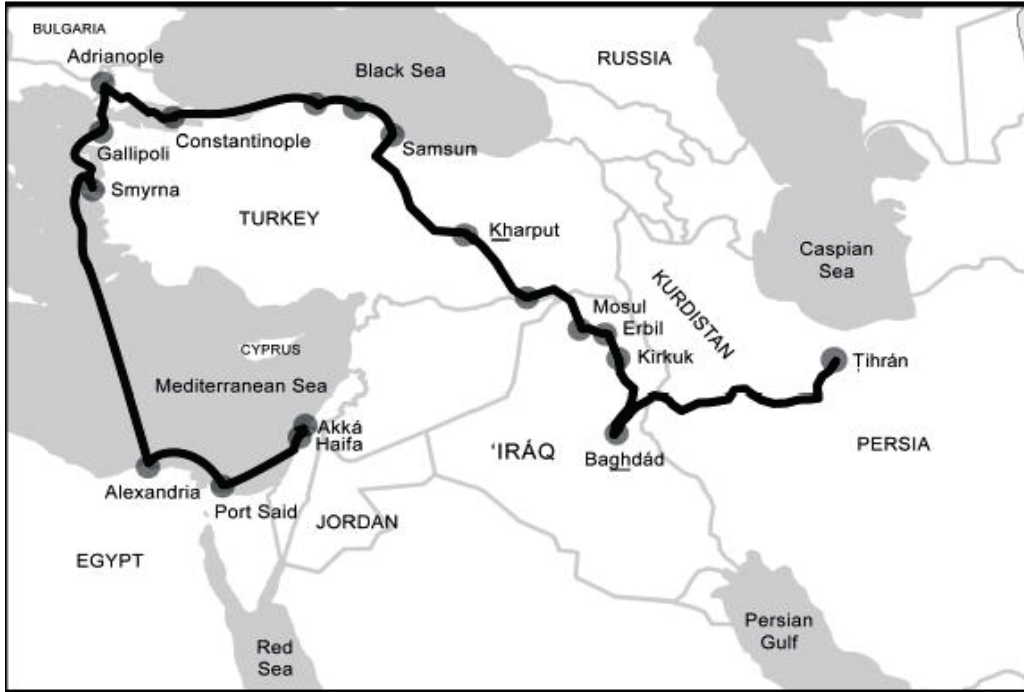 BULGARIA
Adrianople
Black Sea
RUSSIA
Constantinople
Gallipoli
Samsun
Smyrna
TURKEY
Kharput
Caspian
Sea
KURDISTAN
Mosul
Erbil
Kirkuk
Ṭihrán
CYPRUS
Mediterranean Sea
Akká
Haifa
PERSIA
‘IRÁQ
Baghdád
Alexandria
Port Said
JORDAN
EGYPT
Persian
Gulf
Red
Sea